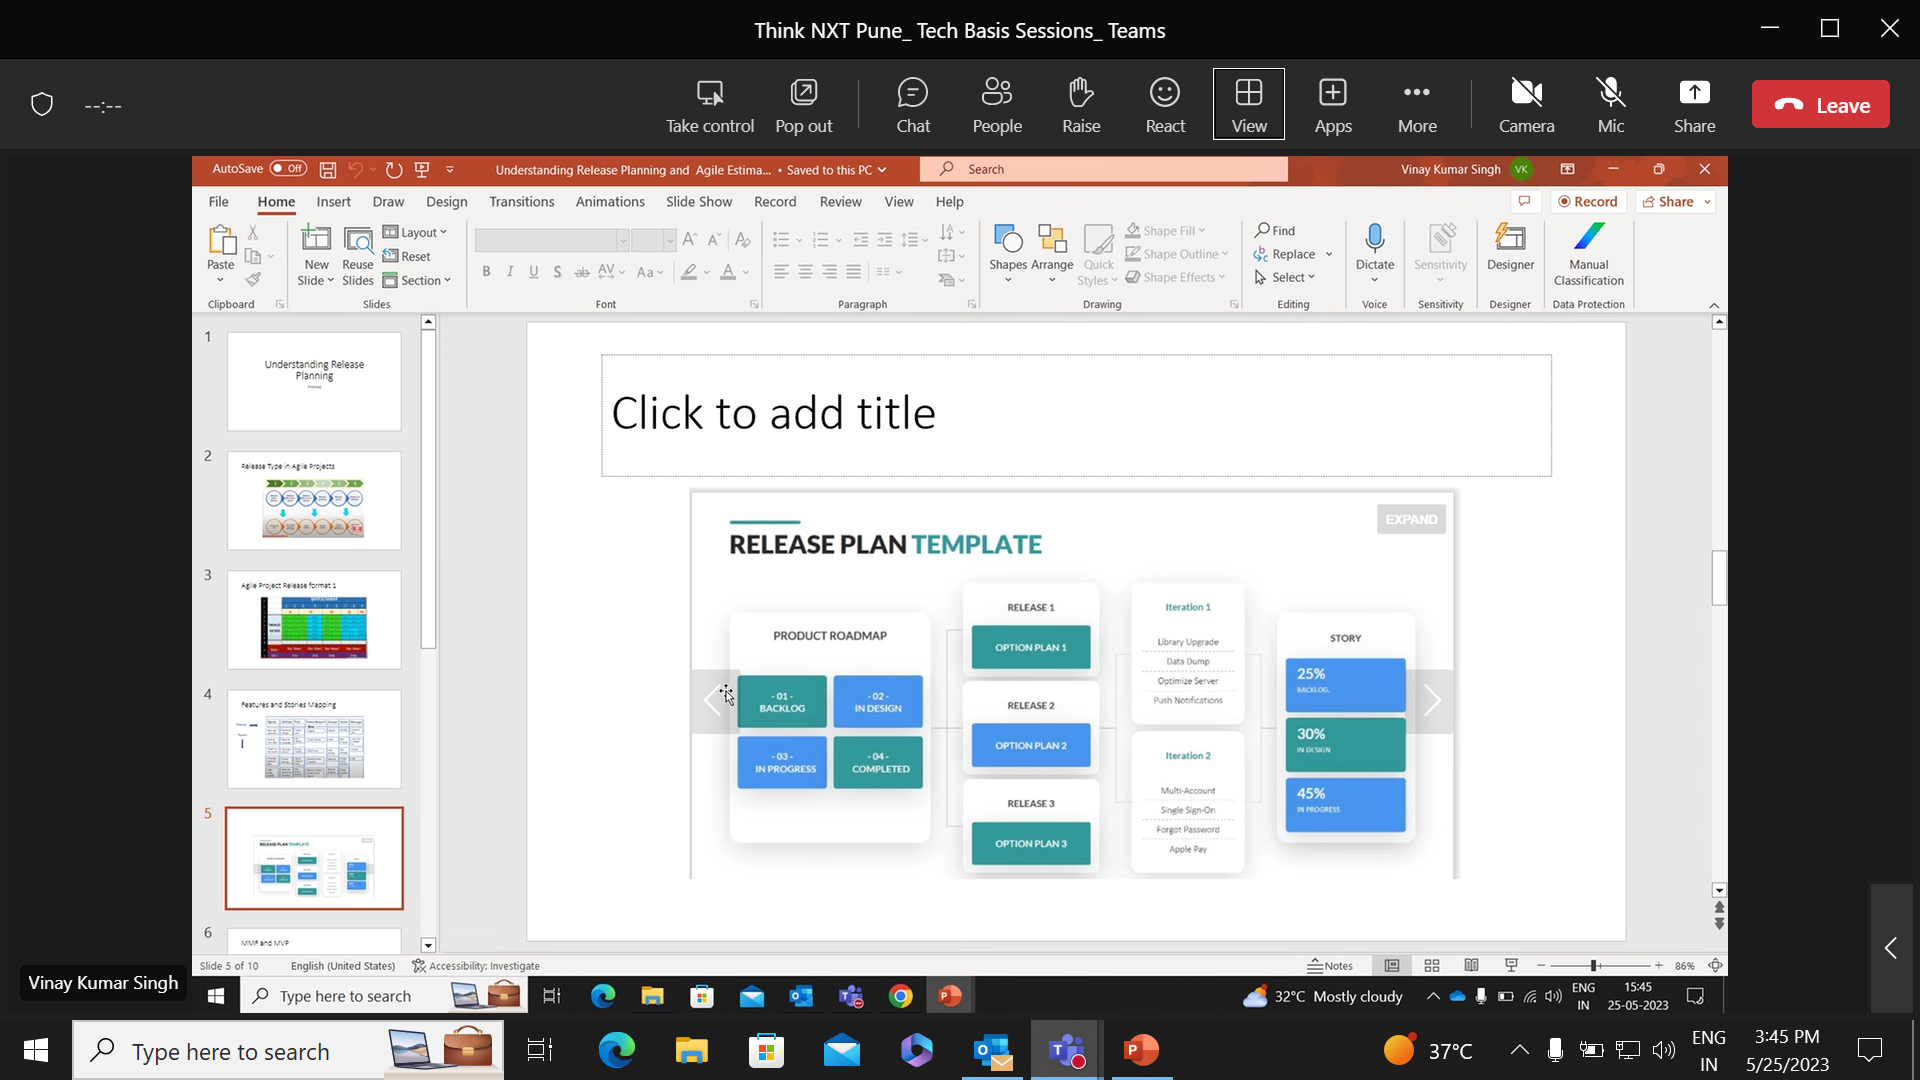 Think NXT Pune_ Tech Basis Sessions_ Teams
--:--
Take control
Pop out
Chat
People
Raise
React
View
Apps
More
Camera
Mic
Share
Leave
AutoSave Off
Understanding Release Planning and Agile Estima... • Saved to this PC
Search
Vinay Kumar Singh VK
File Home Insert Draw Design Transitions Animations Slide Show Record Review View Help
Record
Share
Paste
New Slide
Reuse Slides
Layout
Reset
Section
Shapes Arrange Quick Styles
Shape Fill
Shape Outline
Shape Effects
Find
Replace
Select
Dictate
Sensitivity
Designer
Manual Classification
Clipboard Slides Font Paragraph Drawing Editing Voice Sensitivity Designer Data Protection
1
Understanding Release
Planning
2
Release Type in Agile Projects
3
Agile Project Release format 1
4
Features and Stories Mapping
5
RELEASE PLAN TEMPLATE
6
MMF and MVP
Click to add title
EXPAND
RELEASE PLAN TEMPLATE
PRODUCT ROADMAP
- 01 -
BACKLOG
- 02 -
IN DESIGN
- 03 -
IN PROGRESS
- 04 -
COMPLETED
RELEASE 1
OPTION PLAN 1
RELEASE 2
OPTION PLAN 2
RELEASE 3
OPTION PLAN 3
Iteration 1
Library Upgrade
Data Dump
Optimize Server
Push Notifications
Iteration 2
Multi-Account
Single Sign-On
Forgot Password
Apple Pay
STORY
25%
BACKLOG.
30%
IN DESIGN
45%
IN PROGRESS
Slide 5 of 10 English (United States) Accessibility: Investigate
Notes
86%
Vinay Kumar Singh
Type here to search
32°C Mostly cloudy
ENG
IN
15:45
25-05-2023
Type here to search
37°C
ENG
IN
3:45 PM
5/25/2023